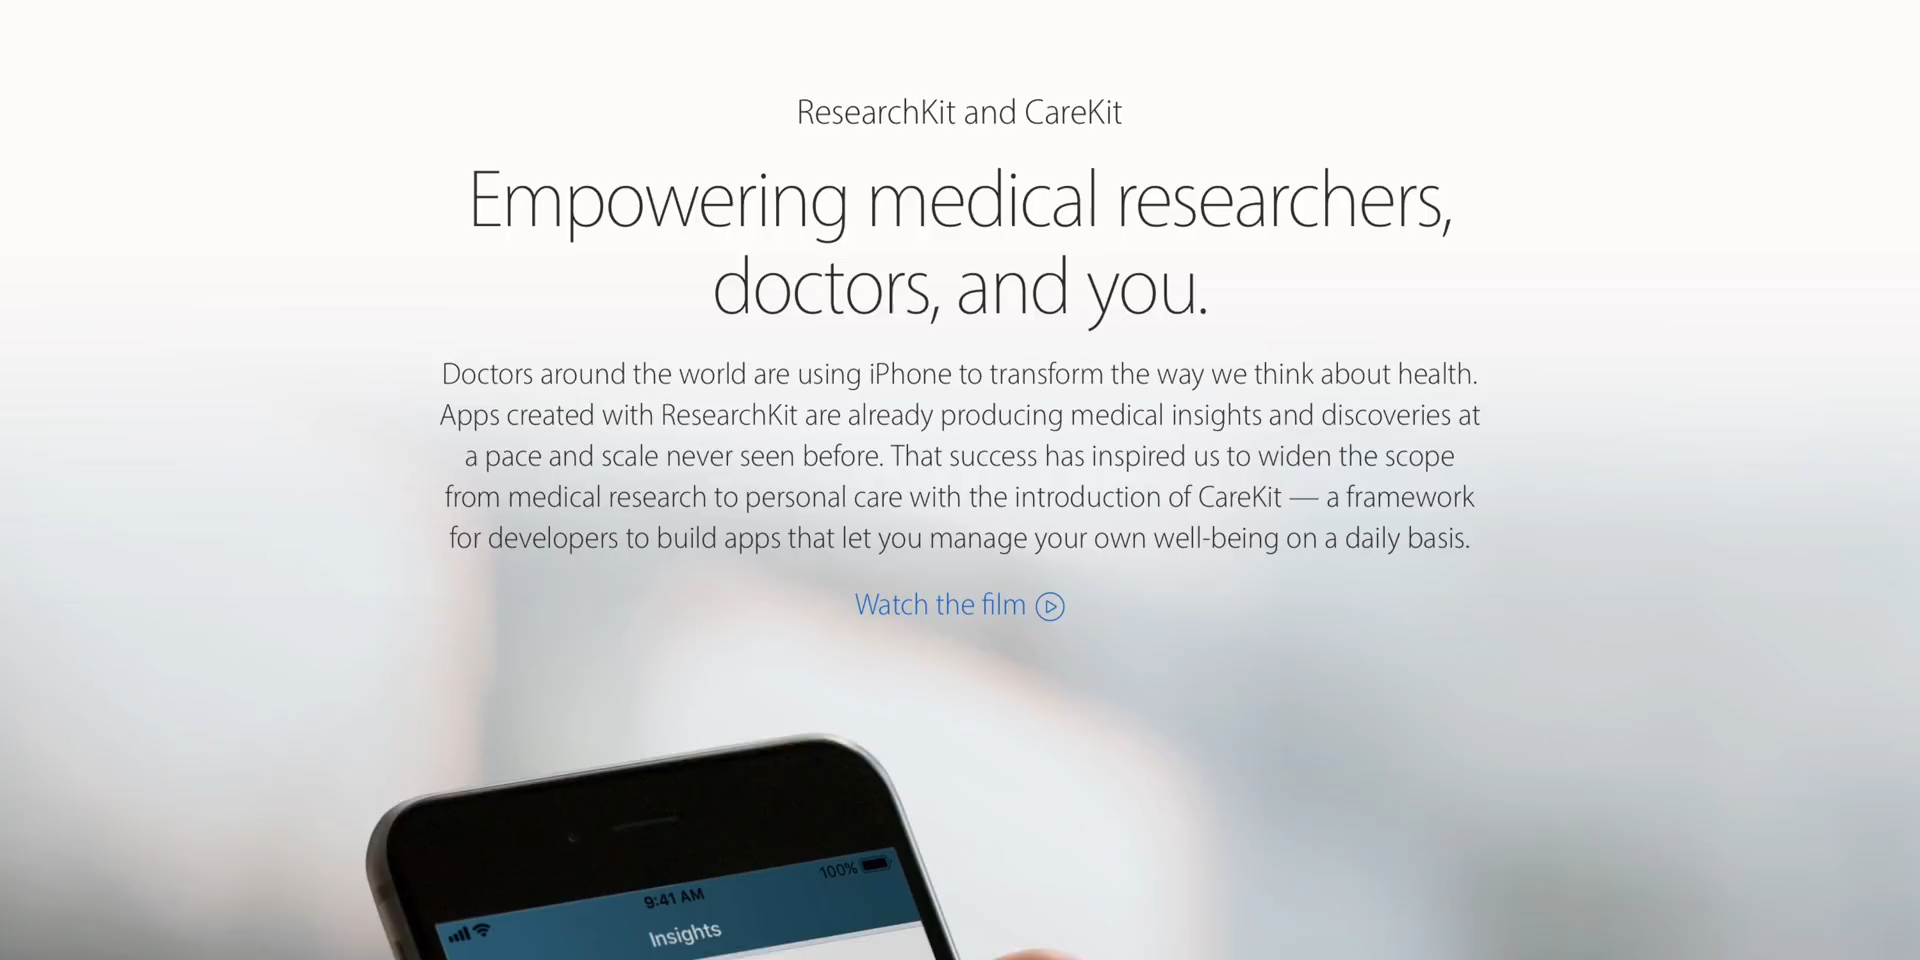 ResearchKit and CareKit
Empowering medical researchers,
doctors, and you.
Doctors around the world are using iPhone to transform the way we think about health.
Apps created with ResearchKit are already producing medical insights and discoveries at
a pace and scale never seen before. That success has inspired us to widen the scope
from medical research to personal care with the introduction of CareKit — a framework
for developers to build apps that let you manage your own well-being on a daily basis.
Watch the film
100%
9:41 AM
Insights